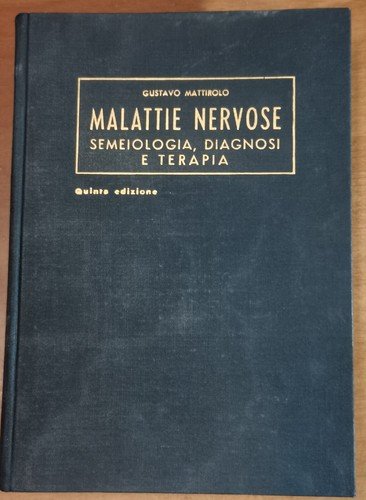 GUSTAVO MATTIROLO
MALATTIE NERVOSE
SEMEIOLOGIA, DIAGNOSI
E TERAPIA
Quinta edizione